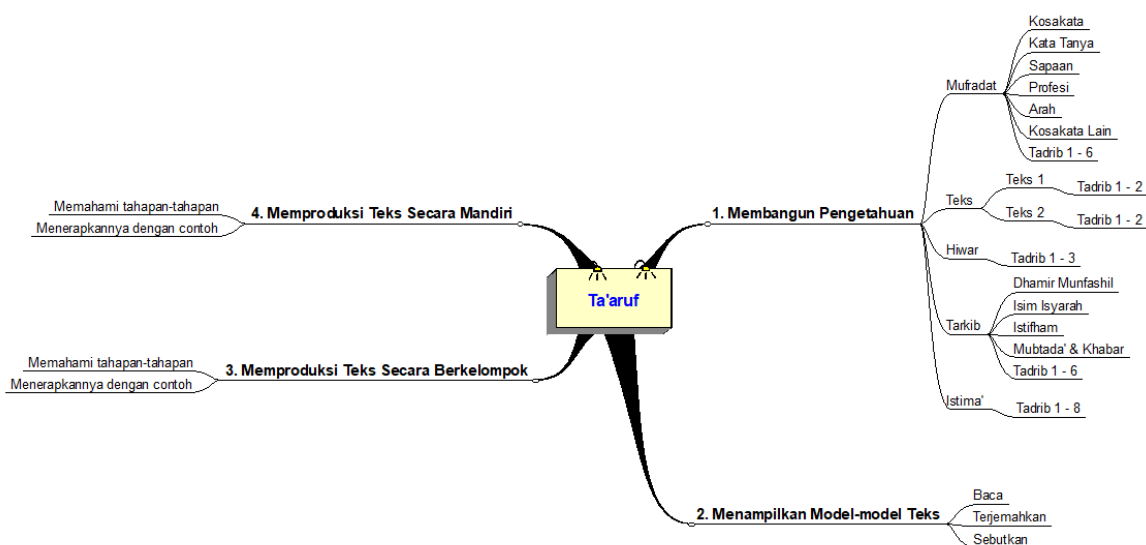 Ta'aruf
1. Membangun Pengetahuan
Mufradat
Kosakata
Kata Tanya
Sapaan
Profesi
Arah
Kosakata Lain
Tadrib 1 - 6
Teks
Teks 1
Tadrib 1 - 2
Teks 2
Tadrib 1 - 2
Hiwar
Tadrib 1 - 3
Tarkib
Dhamir Munfashil
Isim Isyarah
Istifham
Mubtada' & Khabar
Tadrib 1 - 6
Istima'
Tadrib 1 - 8
2. Menampilkan Model-model Teks
Baca
Terjemahkan
Sebutkan
3. Memproduksi Teks Secara Berkelompok
Memahami tahapan-tahapan
Menerapkannya dengan contoh
4. Memproduksi Teks Secara Mandiri
Memahami tahapan-tahapan
Menerapkannya dengan contoh